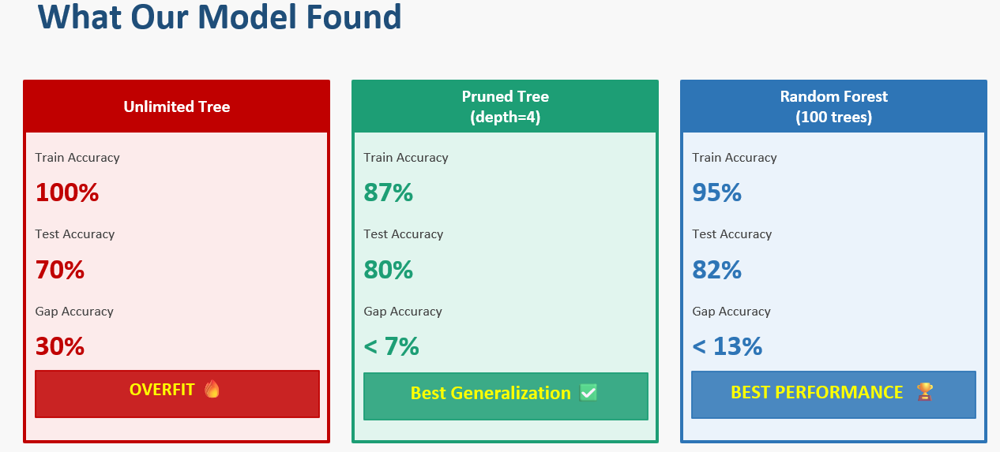 What Our Model Found
Unlimited Tree
Train Accuracy
100%
Test Accuracy
70%
Gap Accuracy
30%
OVERFIT 🔥
Pruned Tree
(depth=4)
Train Accuracy
87%
Test Accuracy
80%
Gap Accuracy
< 7%
Best Generalization ✅
Random Forest
(100 trees)
Train Accuracy
95%
Test Accuracy
82%
Gap Accuracy
< 13%
BEST PERFORMANCE 🏆